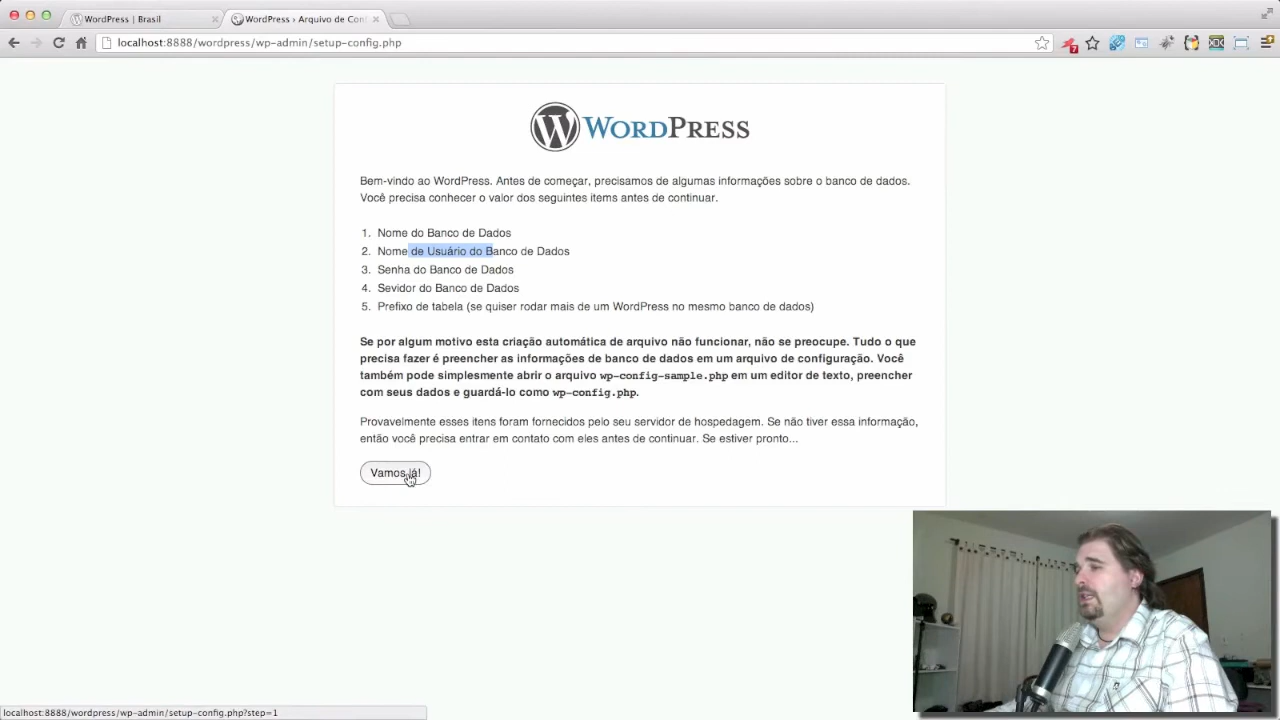 WordPress | Brasil
WordPress › Arquivo de Con
localhost:8888/wordpress/wp-admin/setup-config.php
7
WORDPRESS
Bem-vindo ao WordPress. Antes de começar, precisamos de algumas informações sobre o banco de dados.
Você precisa conhecer o valor dos seguintes items antes de continuar.
1. Nome do Banco de Dados
2. Nome de Usuário do Banco de Dados
3. Senha do Banco de Dados
4. Sevidor do Banco de Dados
5. Prefixo de tabela (se quiser rodar mais de um WordPress no mesmo banco de dados)
Se por algum motivo esta criação automática de arquivo não funcionar, não se preocupe. Tudo o que
precisa fazer é preencher as informações de banco de dados em um arquivo de configuração. Você
também pode simplesmente abrir o arquivo wp-config-sample.php em um editor de texto, preencher
com seus dados e guardá-lo como wp-config.php.
Provavelmente esses itens foram fornecidos pelo seu servidor de hospedagem. Se não tiver essa informação,
então você precisa entrar em contato com eles antes de continuar. Se estiver pronto...
Vamos lá!
localhost:8888/wordpress/wp-admin/setup-config.php?step=1